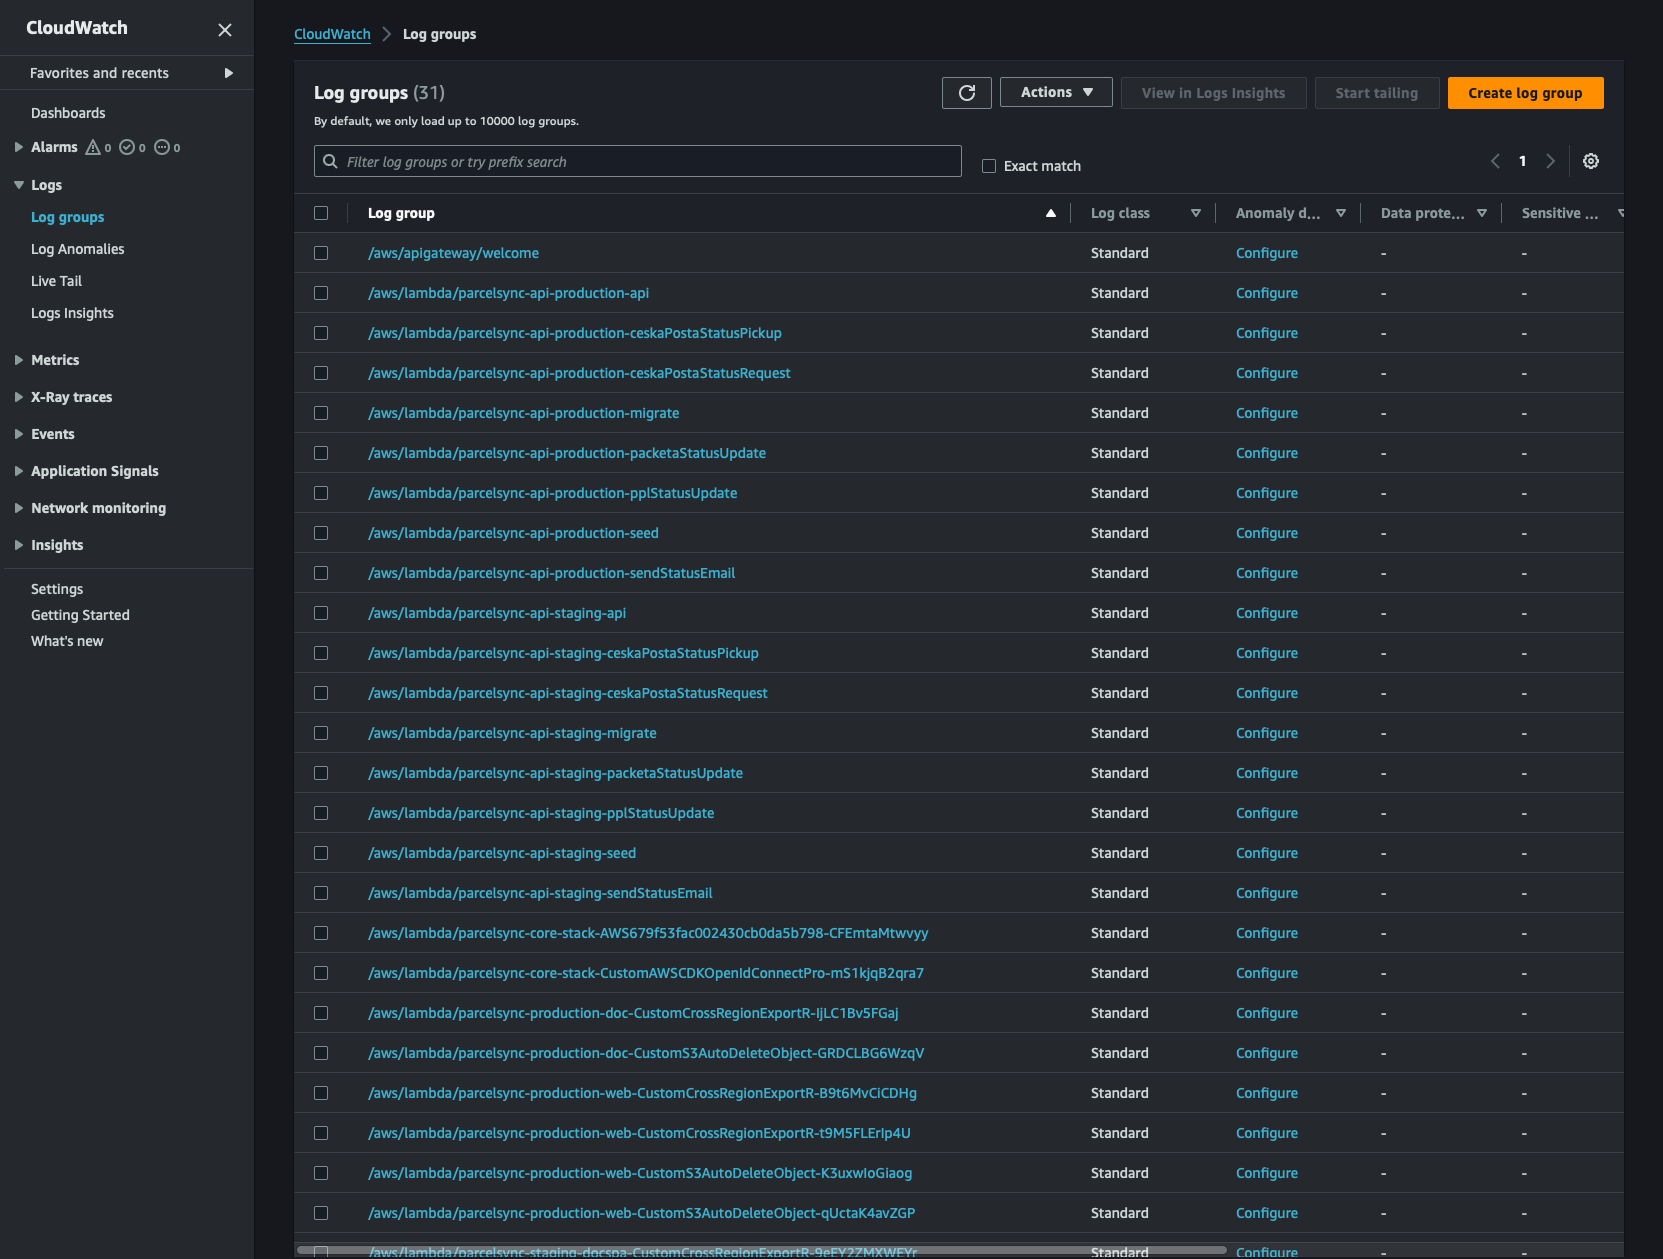 CloudWatch
Favorites and recents
Dashboards
Alarms 0 0 0
Logs
Log groups
Log Anomalies
Live Tail
Logs Insights
Metrics
X-Ray traces
Events
Application Signals
Network monitoring
Insights
Settings
Getting Started
What's new
CloudWatch Log groups
Log groups (31)
By default, we only load up to 10000 log groups.
Actions View in Logs Insights Start tailing Create log group
Filter log groups or try prefix search Exact match 1
Log group Log class Anomaly d... Data prote... Sensitive ...
/aws/apigateway/welcome Standard Configure - -
/aws/lambda/parcelsync-api-production-api Standard Configure - -
/aws/lambda/parcelsync-api-production-ceskaPostaStatusPickup Standard Configure - -
/aws/lambda/parcelsync-api-production-ceskaPostaStatusRequest Standard Configure - -
/aws/lambda/parcelsync-api-production-migrate Standard Configure - -
/aws/lambda/parcelsync-api-production-packetaStatusUpdate Standard Configure - -
/aws/lambda/parcelsync-api-production-pplStatusUpdate Standard Configure - -
/aws/lambda/parcelsync-api-production-seed Standard Configure - -
/aws/lambda/parcelsync-api-production-sendStatusEmail Standard Configure - -
/aws/lambda/parcelsync-api-staging-api Standard Configure - -
/aws/lambda/parcelsync-api-staging-ceskaPostaStatusPickup Standard Configure - -
/aws/lambda/parcelsync-api-staging-ceskaPostaStatusRequest Standard Configure - -
/aws/lambda/parcelsync-api-staging-migrate Standard Configure - -
/aws/lambda/parcelsync-api-staging-packetaStatusUpdate Standard Configure - -
/aws/lambda/parcelsync-api-staging-pplStatusUpdate Standard Configure - -
/aws/lambda/parcelsync-api-staging-seed Standard Configure - -
/aws/lambda/parcelsync-api-staging-sendStatusEmail Standard Configure - -
/aws/lambda/parcelsync-core-stack-AWS679f53fac002430cb0da5b798-CFEmtaMtwvyy Standard Configure - -
/aws/lambda/parcelsync-core-stack-CustomAWSCDKOpenIdConnectPro-mS1kjqB2qra7 Standard Configure - -
/aws/lambda/parcelsync-production-doc-CustomCrossRegionExportR-IjLC1Bv5FGaj Standard Configure - -
/aws/lambda/parcelsync-production-doc-CustomS3AutoDeleteObject-GRDCLBG6WzqV Standard Configure - -
/aws/lambda/parcelsync-production-web-CustomCrossRegionExportR-B9t6MvCiCDHg Standard Configure - -
/aws/lambda/parcelsync-production-web-CustomCrossRegionExportR-t9M5FLErIp4U Standard Configure - -
/aws/lambda/parcelsync-production-web-CustomS3AutoDeleteObject-K3uxwIoGiaog Standard Configure - -
/aws/lambda/parcelsync-production-web-CustomS3AutoDeleteObject-qUctaK4avZGP Standard Configure - -
/aws/lambda/parcelsync-staging-docspa-CustomCrossRegionExportR-9eEY2ZMXWEYr Standard Configure - -